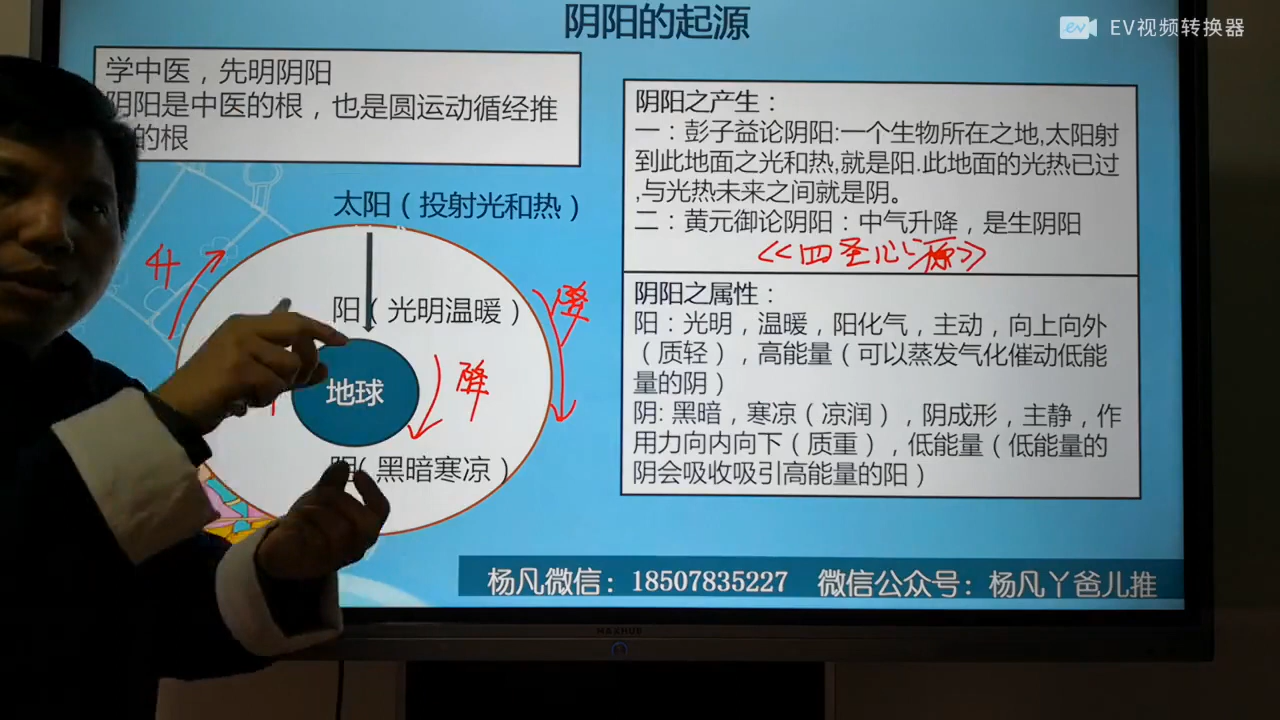 阴阳的起源
EV视频转换器
学中医，先明阴阳
阴阳是中医的根，也是圆运动循经推
的根
太阳（投射光和热）
升
降
阳（光明温暖）
地球
降
阴（黑暗寒凉）
阴阳之产生：
一：彭子益论阴阳:一个生物所在之地,太阳射
到此地面之光和热,就是阳.此地面的光热已过
,与光热未来之间就是阴。
二：黄元御论阴阳：中气升降，是生阴阳
《四圣心源》
阴阳之属性：
阳：光明，温暖，阳化气，主动，向上向外
（质轻），高能量（可以蒸发气化催动低能
量的阴）
阴: 黑暗，寒凉（凉润），阴成形，主静，作
用力向内向下（质重），低能量（低能量的
阴会吸收吸引高能量的阳）
杨凡微信：18507835227 微信公众号：杨凡丫爸儿推
MAXHUB